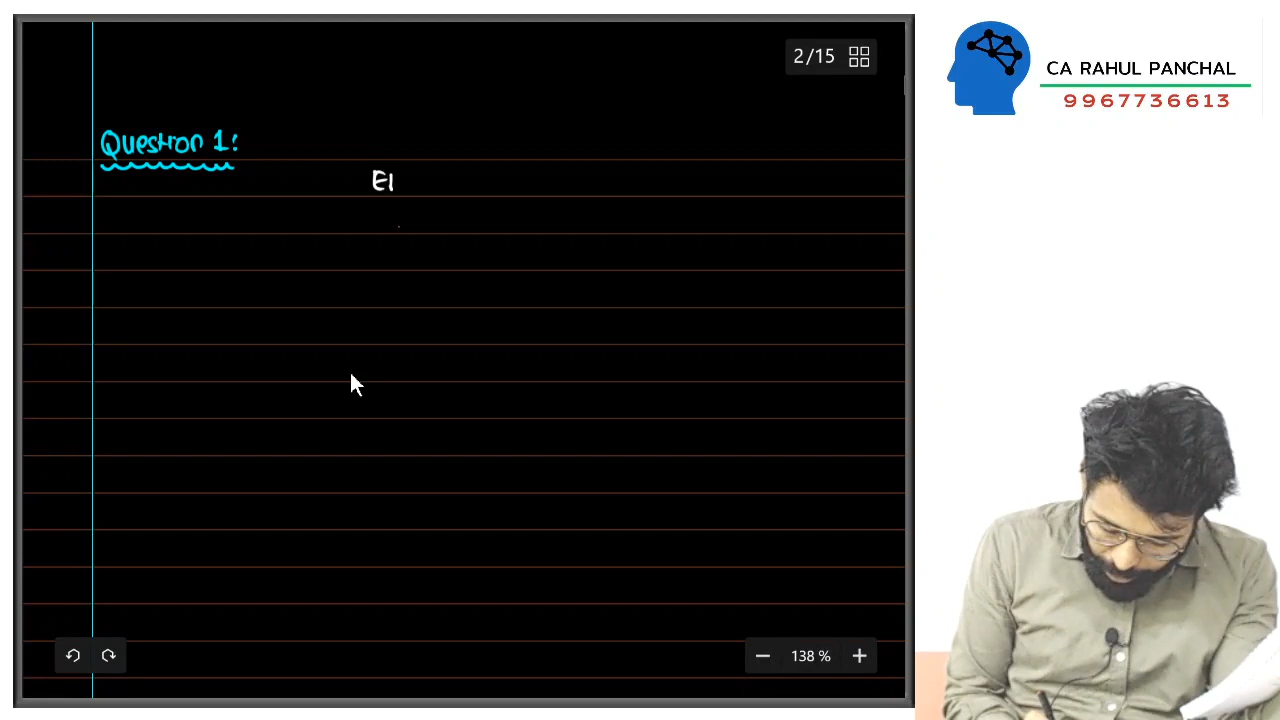 2/15
CA RAHUL PANCHAL
9967736613
Question 1:
El
138 %